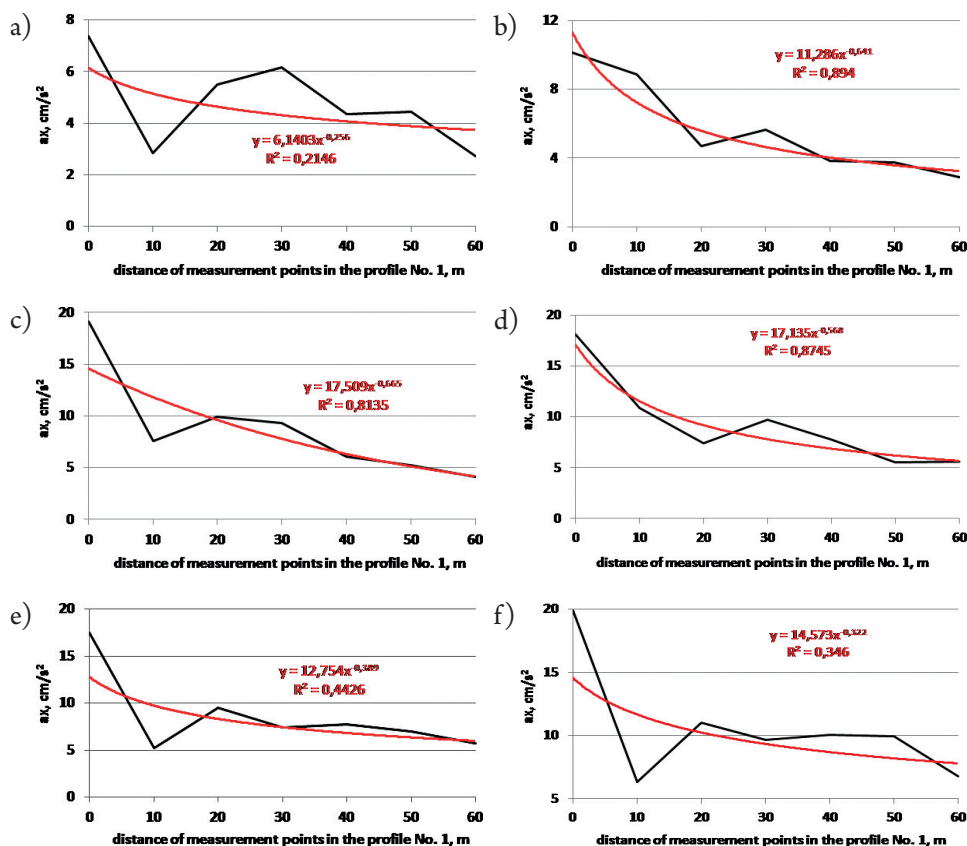 a)
8
6
4
2
0
ax, cm/s²
y = 6,1403x^-0,256
R² = 0,2146
0 10 20 30 40 50 60
distance of measurement points in the profile No. 1, m
b)
12
8
4
0
ax, cm/s²
y = 11,286x^-0,641
R² = 0,894
0 10 20 30 40 50 60
distance of measurement points in the profile No. 1, m
c)
20
15
10
5
0
ax, cm/s²
y = 17,509x^-0,665
R² = 0,8135
0 10 20 30 40 50 60
distance of measurement points in the profile No. 1, m
d)
20
15
10
5
0
ax, cm/s²
y = 17,135x^-0,568
R² = 0,8745
0 10 20 30 40 50 60
distance of measurement points in the profile No. 1, m
e)
20
15
10
5
0
ax, cm/s²
y = 12,754x^-0,389
R² = 0,4426
0 10 20 30 40 50 60
distance of measurement points in the profile No. 1, m
f)
20
15
10
5
ax, cm/s²
y = 14,573x^-0,322
R² = 0,346
0 10 20 30 40 50 60
distance of measurement points in the profile No. 1, m